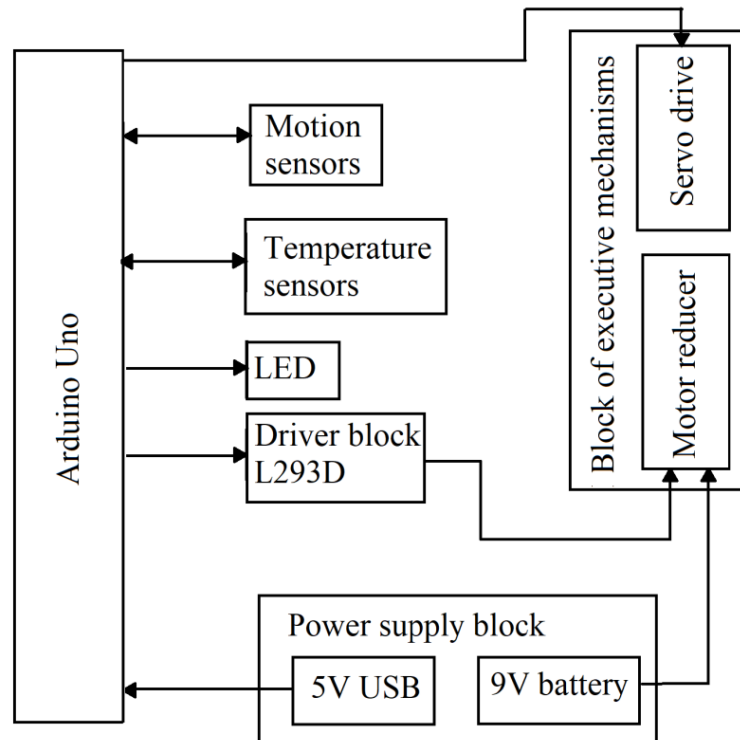 Arduino Uno
Motion
sensors
Temperature
sensors
LED
Driver block
L293D
Block of executive mechanisms
Servo drive
Motor reducer
Power supply block
5V USB
9V battery